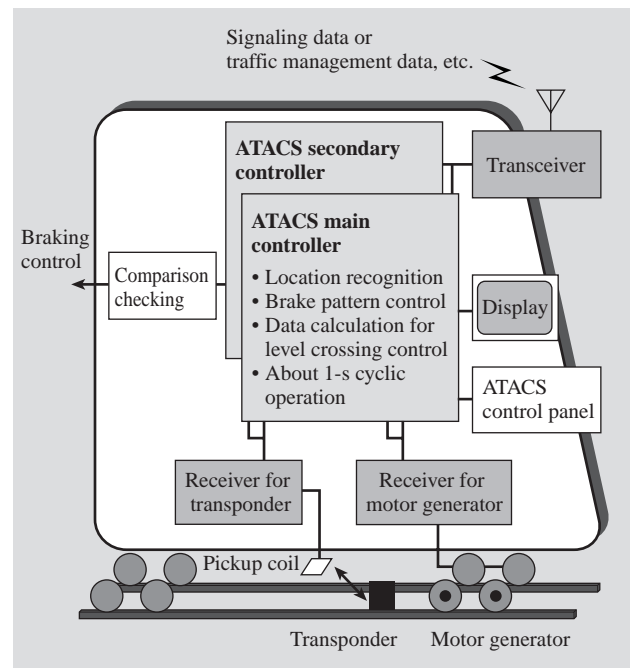 Signaling data or
traffic management data, etc.
ATACS secondary
controller
Transceiver
ATACS main
controller
Braking
control
Comparison
checking
• Location recognition
• Brake pattern control
• Data calculation for
level crossing control
• About 1-s cyclic
operation
Display
ATACS
control panel
Receiver for
transponder
Receiver for
motor generator
Pickup coil
Transponder
Motor generator